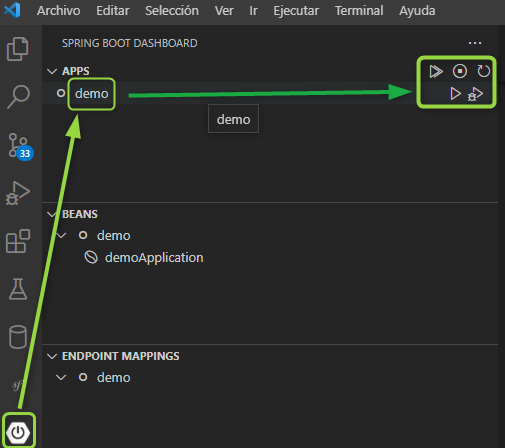 Archivo Editar Selección Ver Ir Ejecutar Terminal Ayuda
SPRING BOOT DASHBOARD
APPS
demo
demo
33
BEANS
demo
demoApplication
ENDPOINT MAPPINGS
demo